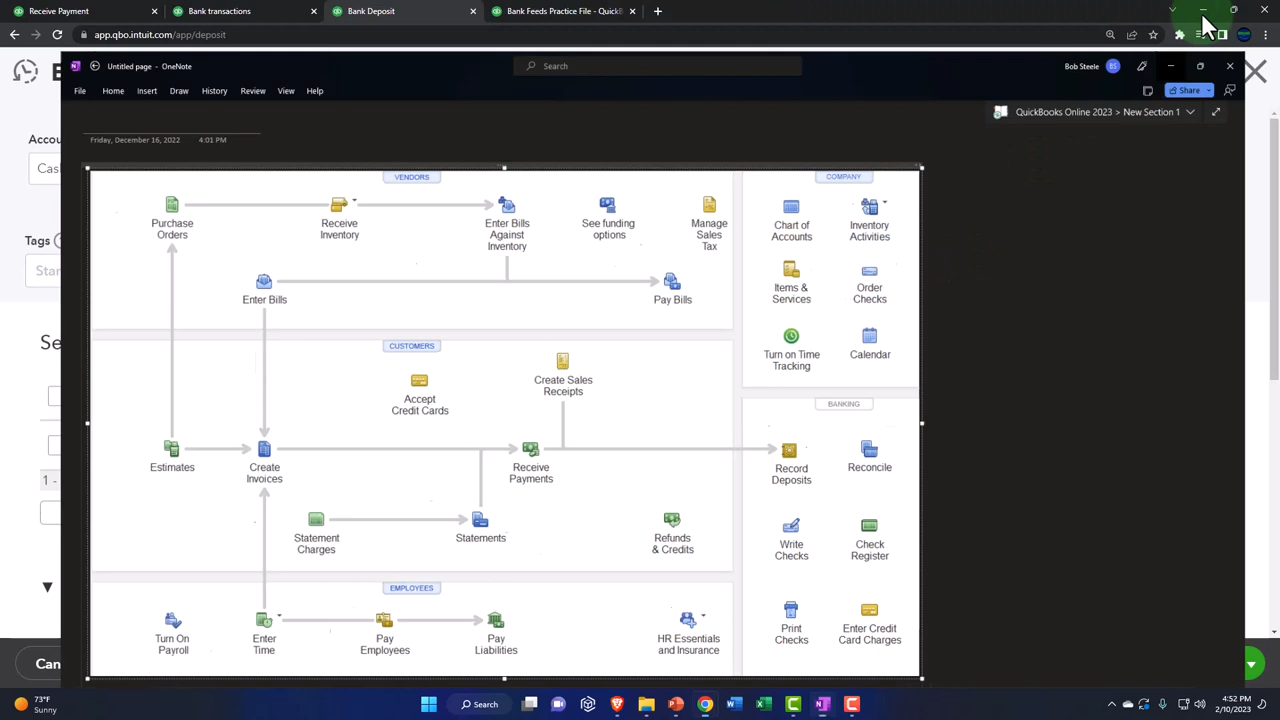 Receive Payment
Bank transactions
Bank Deposit
Bank Feeds Practice File - QuickB
app.qbo.intuit.com/app/deposit
Untitled page - OneNote
Search
Bob Steele
BS
File Home Insert Draw History Review View Help
Share
QuickBooks Online 2023 > New Section 1
Friday, December 16, 2022 4:01 PM
Accou
Cas
Tags
Star
Se
1 -
Can
VENDORS
Purchase
Orders
Receive
Inventory
Enter Bills
Against
Inventory
See funding
options
Manage
Sales
Tax
Enter Bills
Pay Bills
CUSTOMERS
Accept
Credit Cards
Create Sales
Receipts
Estimates
Create
Invoices
Receive
Payments
Statement
Charges
Statements
Refunds
& Credits
EMPLOYEES
Turn On
Payroll
Enter
Time
Pay
Employees
Pay
Liabilities
HR Essentials
and Insurance
COMPANY
Chart of
Accounts
Inventory
Activities
Items &
Services
Order
Checks
Turn on Time
Tracking
Calendar
BANKING
Record
Deposits
Reconcile
Write
Checks
Check
Register
Print
Checks
Enter Credit
Card Charges
73°F
Sunny
Search
4:52 PM
2/10/2023